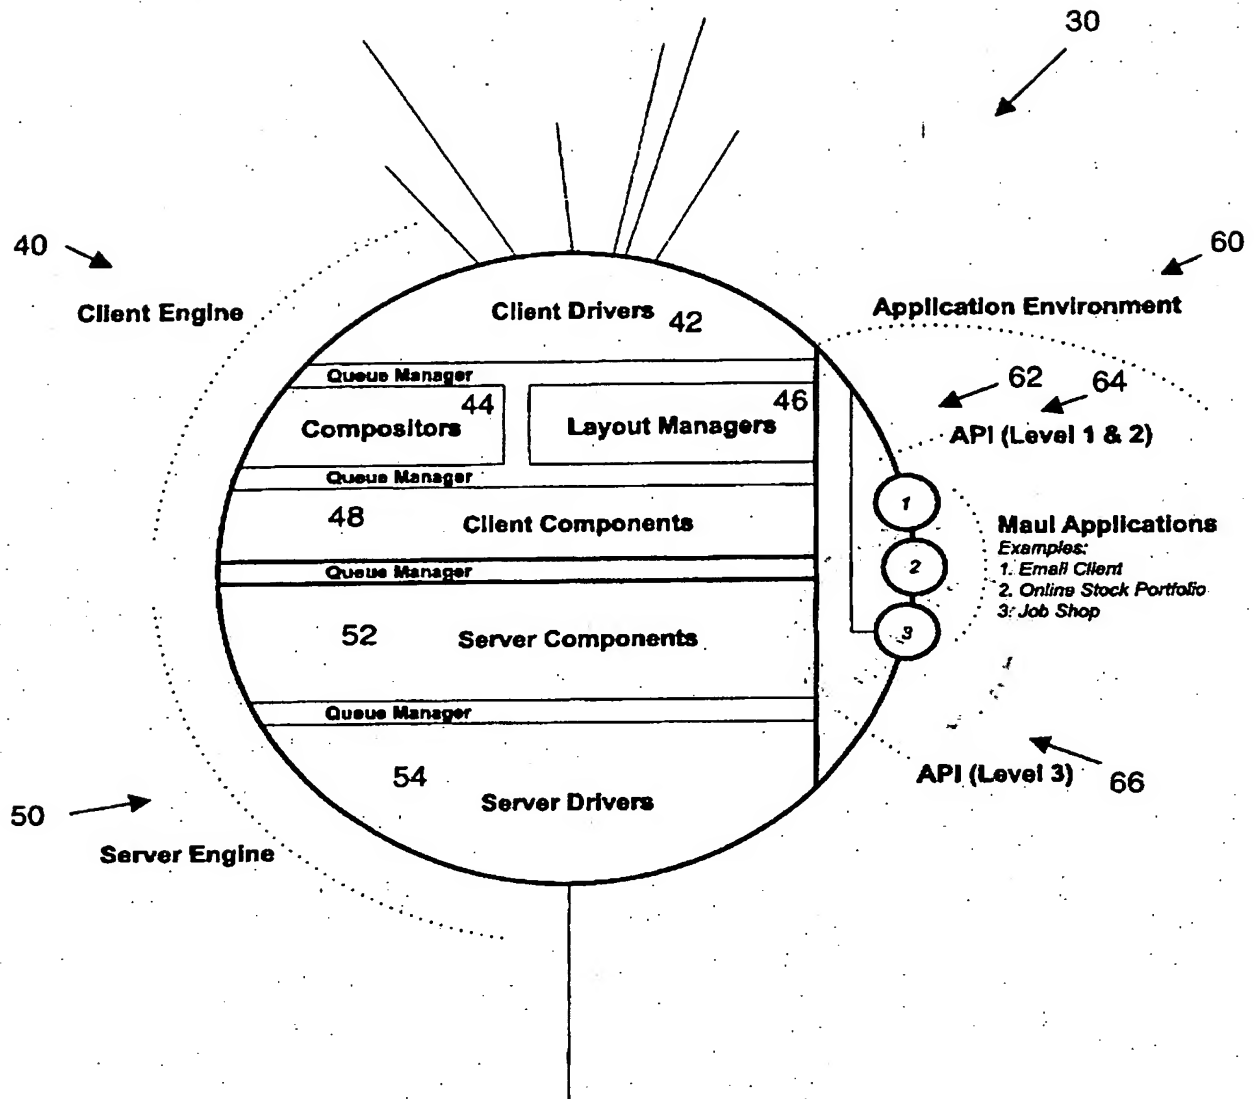 30
40
60
Client Engine
Client Drivers 42
Application Environment
Queue Manager
62
64
44
46
Compositors
Layout Managers
API (Level 1 & 2)
Queue Manager
48
Client Components
1
Maul Applications
Examples:
1. Email Client
2. Online Stock Portfolio
3: Job Shop
2
Queue Manager
52
Server Components
3
Queue Manager
54
Server Drivers
API (Level 3)
66
50
Server Engine